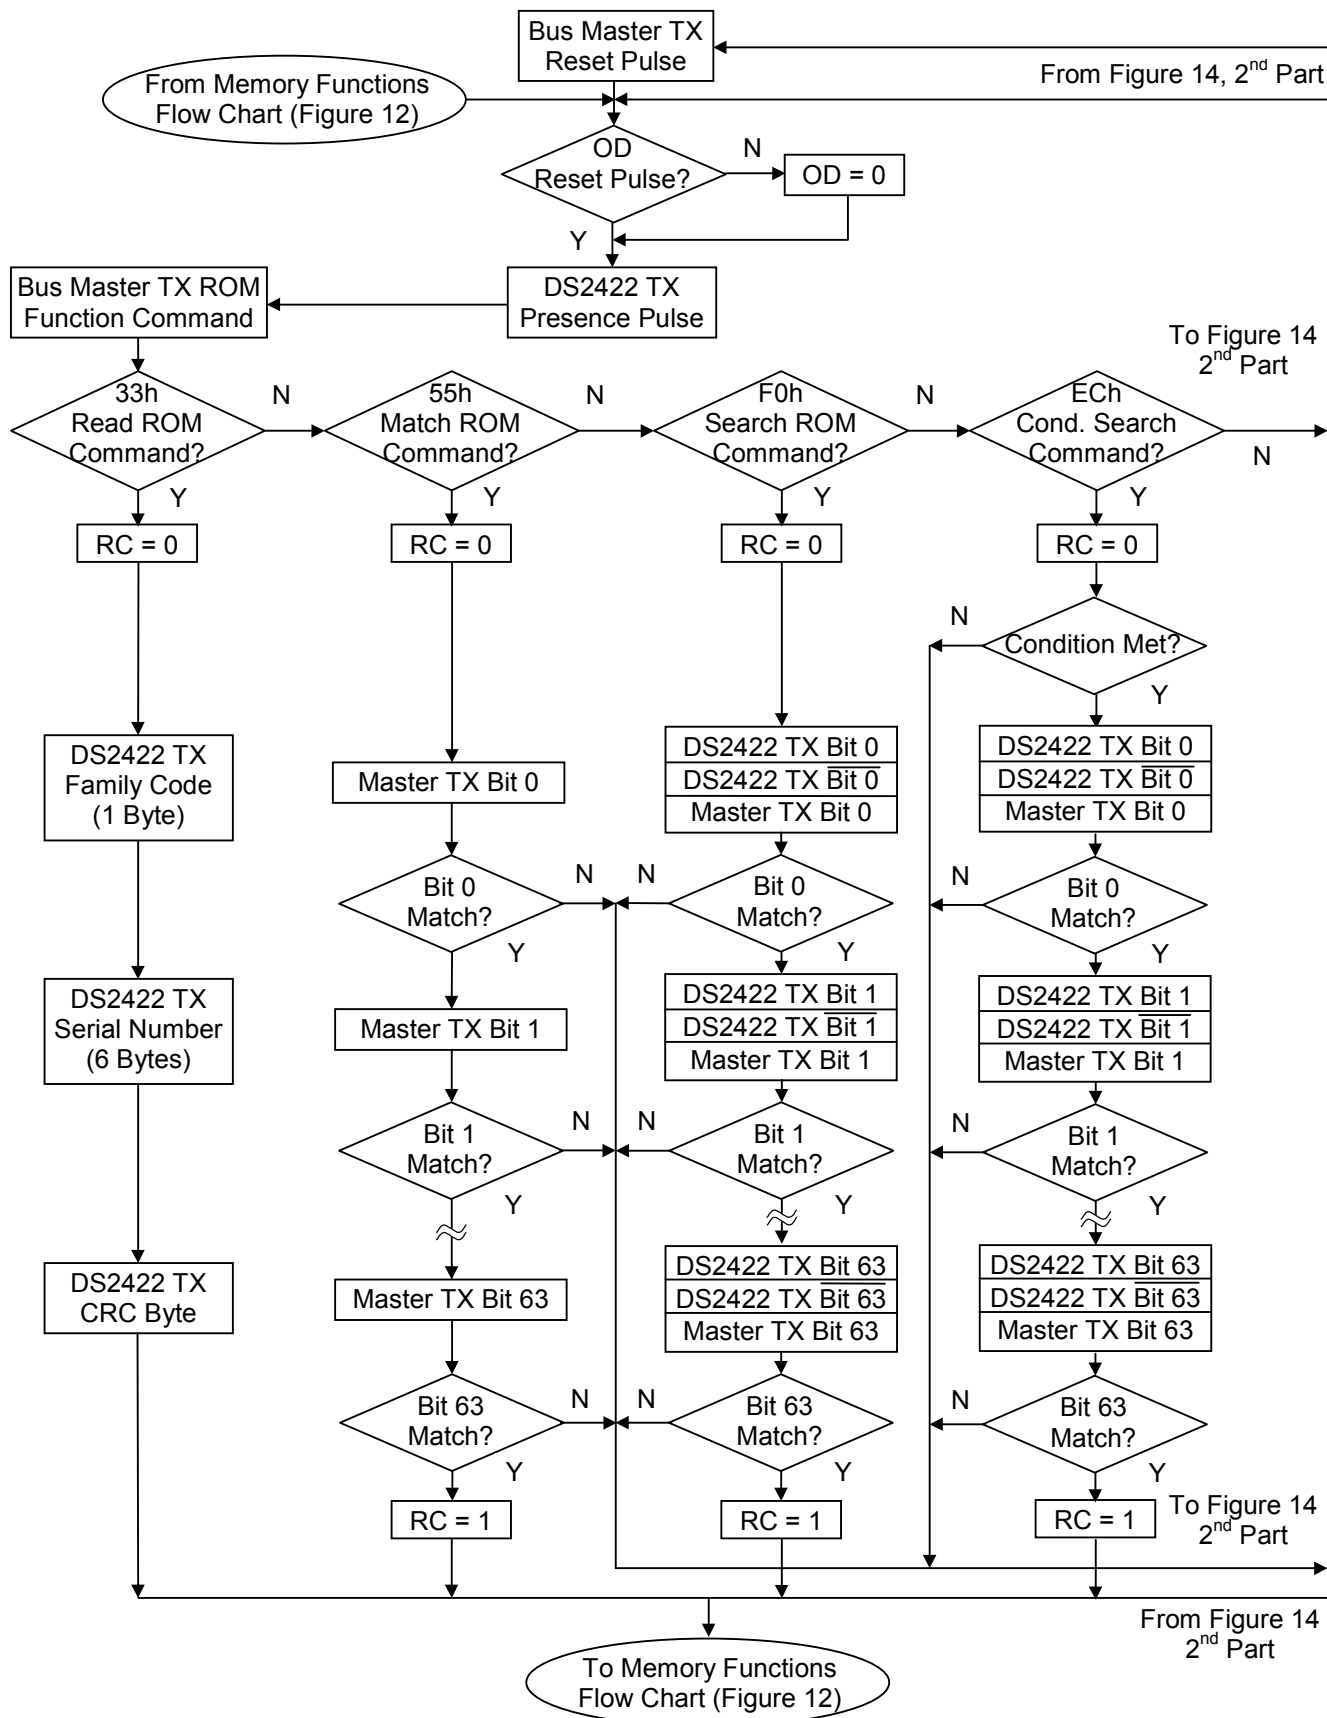 Bus Master TX
Reset Pulse
From Memory Functions
Flow Chart (Figure 12)
From Figure 14, 2nd Part
OD
Reset Pulse?
N
OD = 0
Y
Bus Master TX ROM
Function Command
DS2422 TX
Presence Pulse
To Figure 14
2nd Part
33h
Read ROM
Command?
N
55h
Match ROM
Command?
N
F0h
Search ROM
Command?
N
ECh
Cond. Search
Command?
N
Y
Y
Y
Y
RC = 0
RC = 0
RC = 0
RC = 0
N
Condition Met?
Y
DS2422 TX
Family Code
(1 Byte)
Master TX Bit 0
DS2422 TX Bit 0
DS2422 TX Bit 0
Master TX Bit 0
DS2422 TX Bit 0
DS2422 TX Bit 0
Master TX Bit 0
Bit 0
Match?
N
N
Bit 0
Match?
N
Bit 0
Match?
Y
Y
Y
DS2422 TX
Serial Number
(6 Bytes)
Master TX Bit 1
DS2422 TX Bit 1
DS2422 TX Bit 1
Master TX Bit 1
DS2422 TX Bit 1
DS2422 TX Bit 1
Master TX Bit 1
Bit 1
Match?
N
N
Bit 1
Match?
N
Bit 1
Match?
Y
Y
Y
DS2422 TX
CRC Byte
Master TX Bit 63
DS2422 TX Bit 63
DS2422 TX Bit 63
Master TX Bit 63
DS2422 TX Bit 63
DS2422 TX Bit 63
Master TX Bit 63
Bit 63
Match?
N
N
Bit 63
Match?
N
Bit 63
Match?
Y
Y
Y
RC = 1
RC = 1
RC = 1
To Figure 14
2nd Part
From Figure 14
2nd Part
To Memory Functions
Flow Chart (Figure 12)